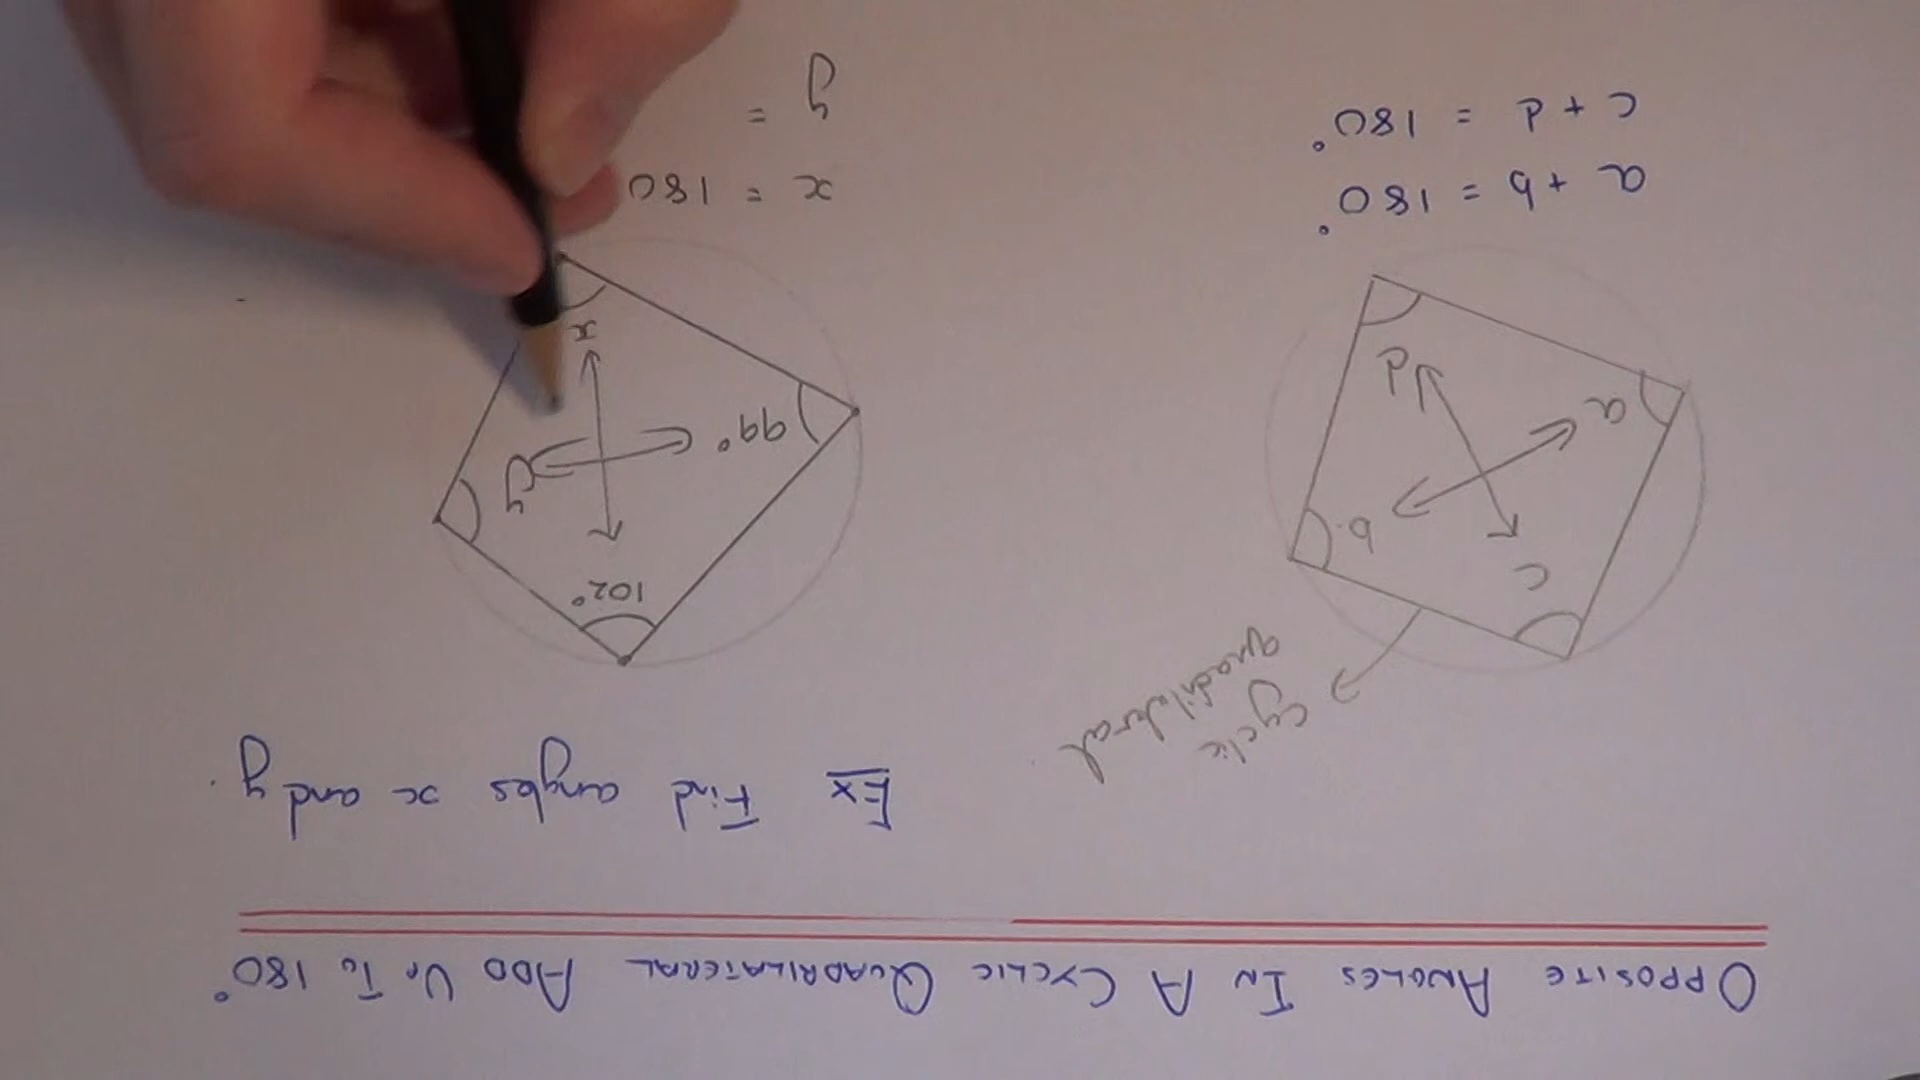 OPPOSITE ANGLES IN A CYCLIC QUADRILATERAL ADD UP TO 180°
Ex Find angles x and y.
cyclic
quadrilateral
c
a
b
d
a + b = 180°
c + d = 180°
102°
99°
y
x
x = 180
y =